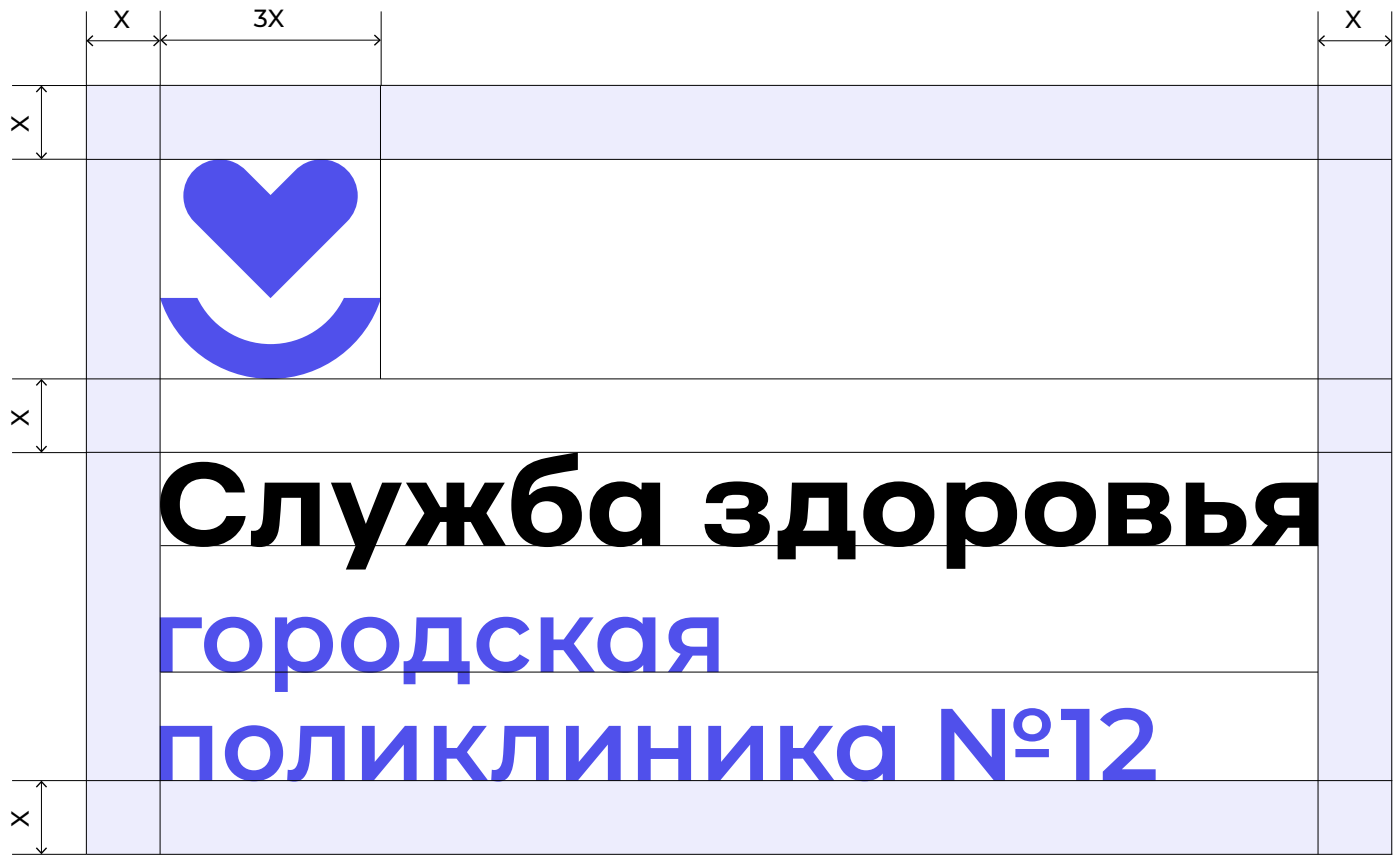 X 3X X
X
X
Служба здоровья
городская
поликлиника №12
X